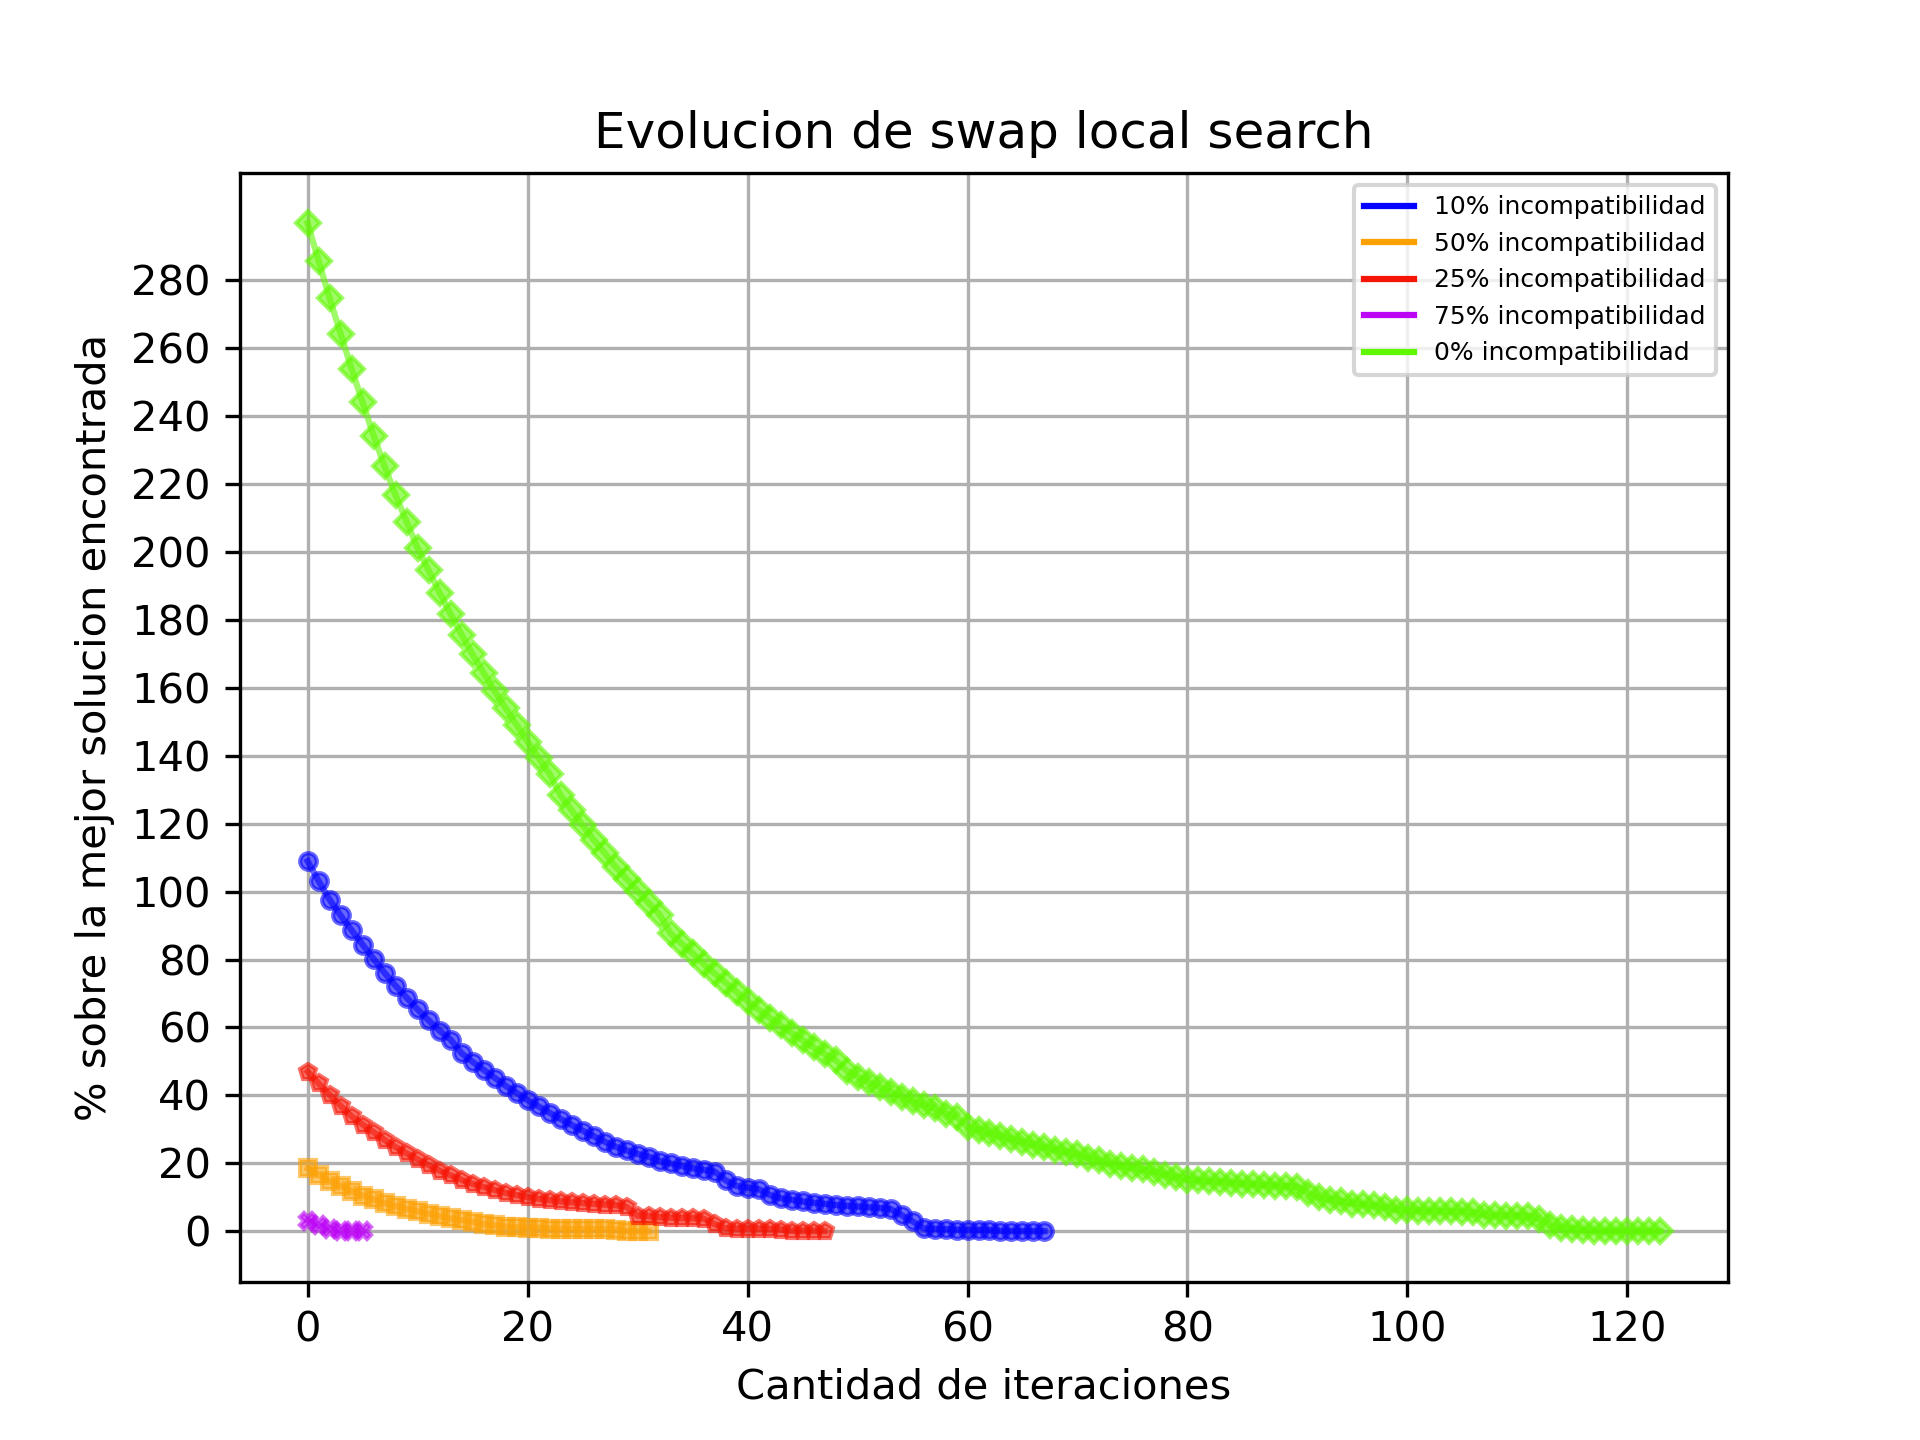 Evolucion de swap local search
10% incompatibilidad
50% incompatibilidad
25% incompatibilidad
75% incompatibilidad
0% incompatibilidad
% sobre la mejor solucion encontrada
280
260
240
220
200
180
160
140
120
100
80
60
40
20
0
0 20 40 60 80 100 120
Cantidad de iteraciones